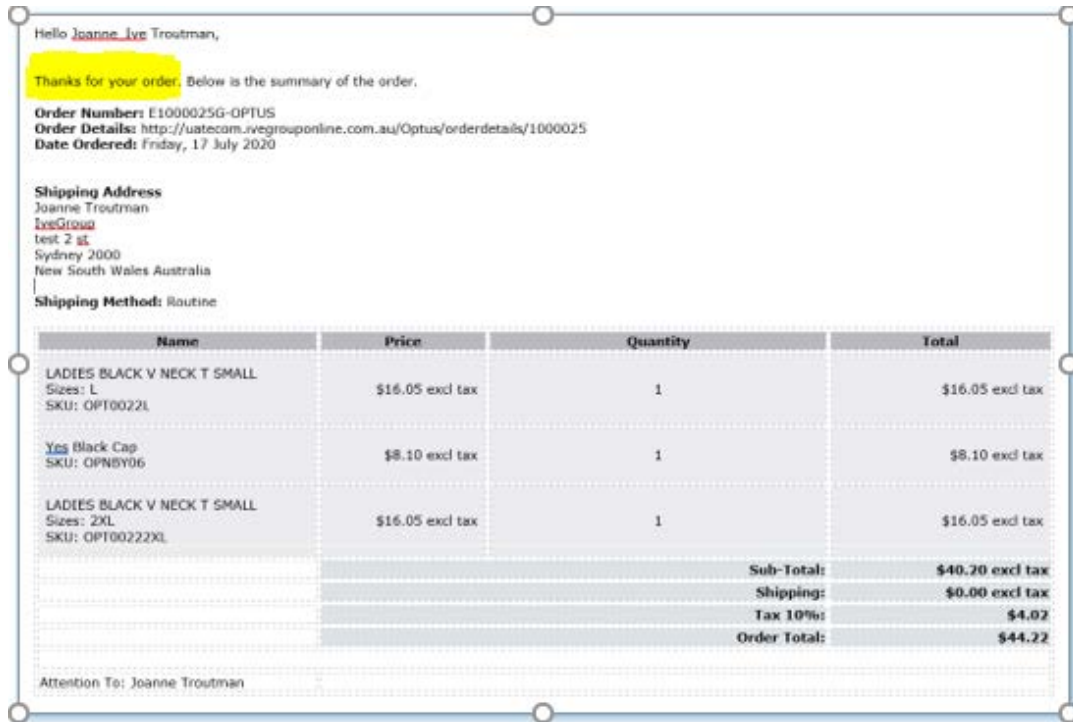 Hello Joanne_Ive Troutman,
Thanks for your order. Below is the summary of the order.
Order Number: E1000025G-OPTUS
Order Details: http://uatecom.ivegrouponline.com.au/Optus/orderdetails/1000025
Date Ordered: Friday, 17 July 2020
Shipping Address
Joanne Troutman
IveGroup
test 2 st
Sydney 2000
New South Wales Australia
Shipping Method: Routine
Name Price Quantity Total
LADIES BLACK V NECK T SMALL
Sizes: L
SKU: OPT0022L
$16.05 excl tax 1 $16.05 excl tax
Yes Black Cap
SKU: OPNBY06
$8.10 excl tax 1 $8.10 excl tax
LADIES BLACK V NECK T SMALL
Sizes: 2XL
SKU: OPT00222XL
$16.05 excl tax 1 $16.05 excl tax
Sub-Total: $40.20 excl tax
Shipping: $0.00 excl tax
Tax 10%: $4.02
Order Total: $44.22
Attention To: Joanne Troutman